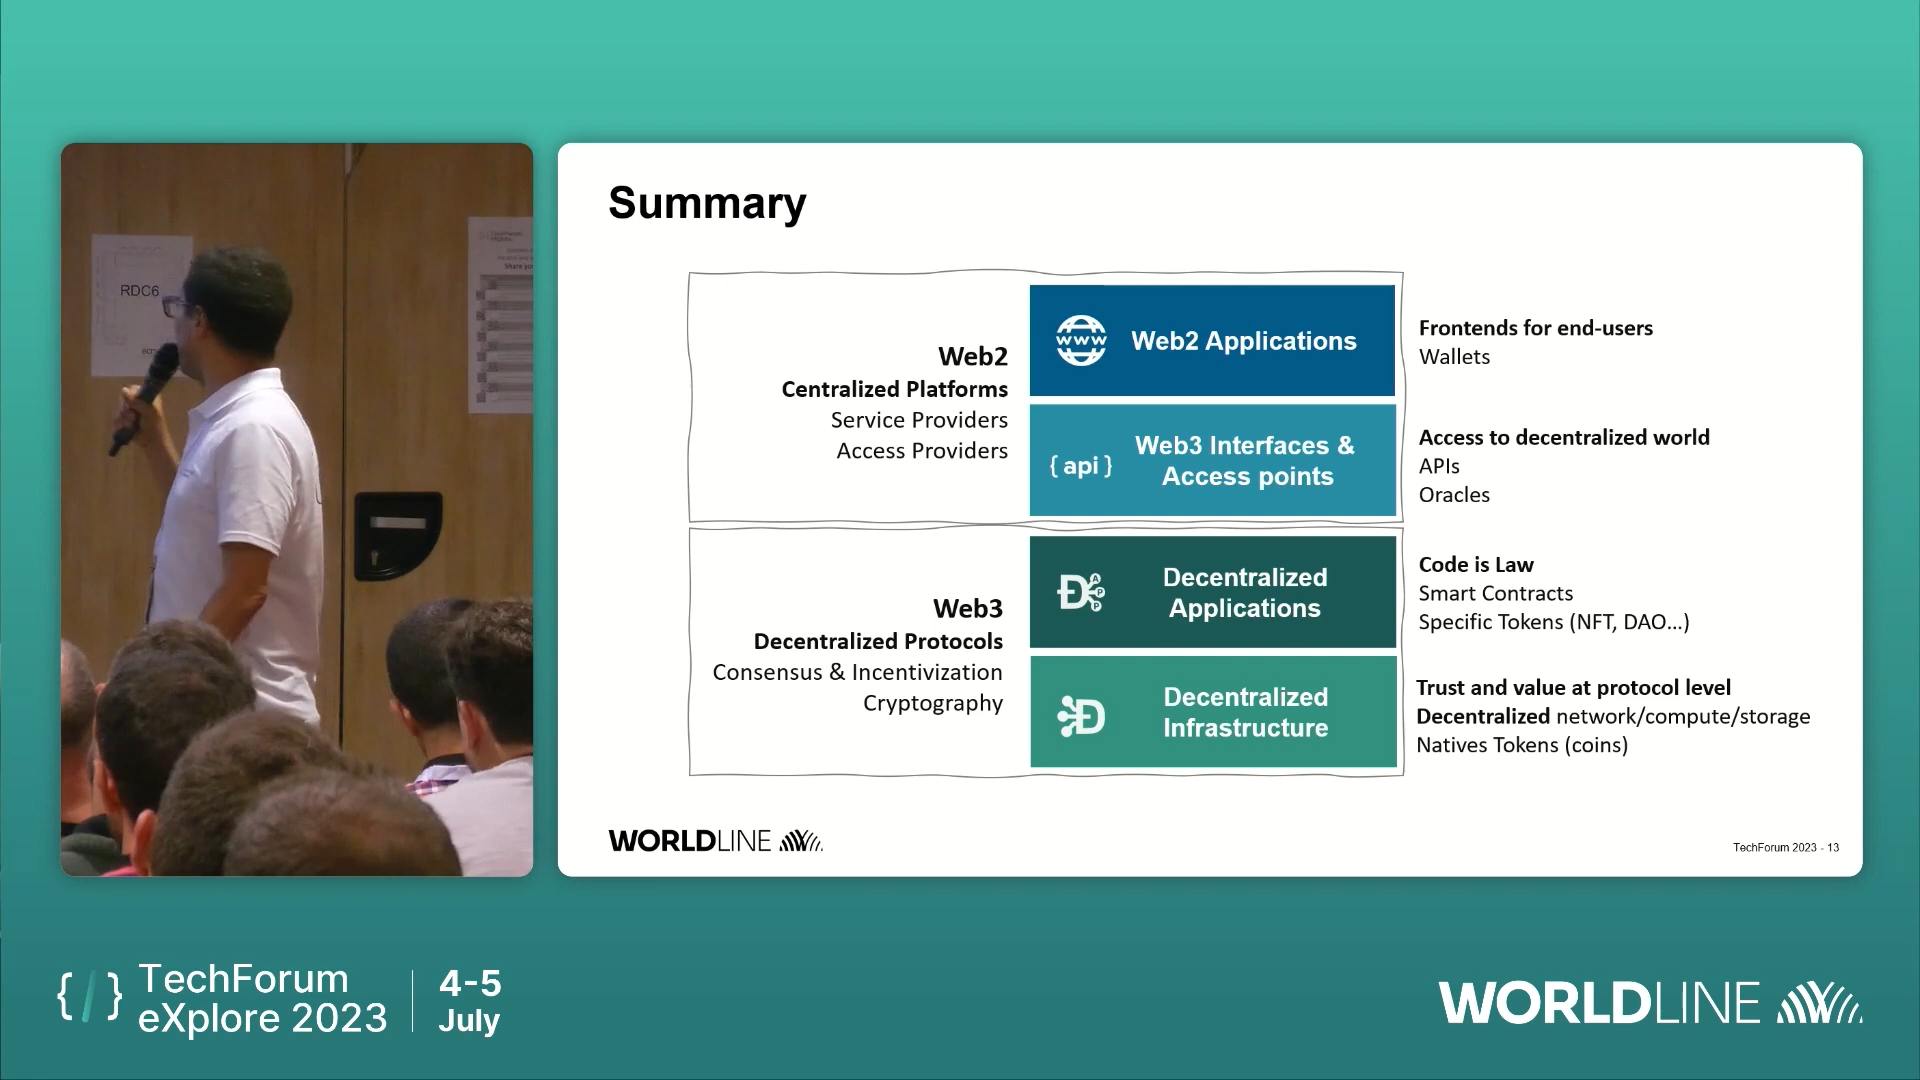 RDC6
Summary
Web2
Centralized Platforms
Service Providers
Access Providers
www
Web2 Applications
Frontends for end-users
Wallets
{ api }
Web3 Interfaces &
Access points
Access to decentralized world
APIs
Oracles
Web3
Decentralized Protocols
Consensus & Incentivization
Cryptography
Decentralized
Applications
Code is Law
Smart Contracts
Specific Tokens (NFT, DAO...)
Decentralized
Infrastructure
Trust and value at protocol level
Decentralized network/compute/storage
Natives Tokens (coins)
WORLDLINE
TechForum 2023 - 13
{/} TechForum
eXplore 2023
4-5
July
WORLDLINE